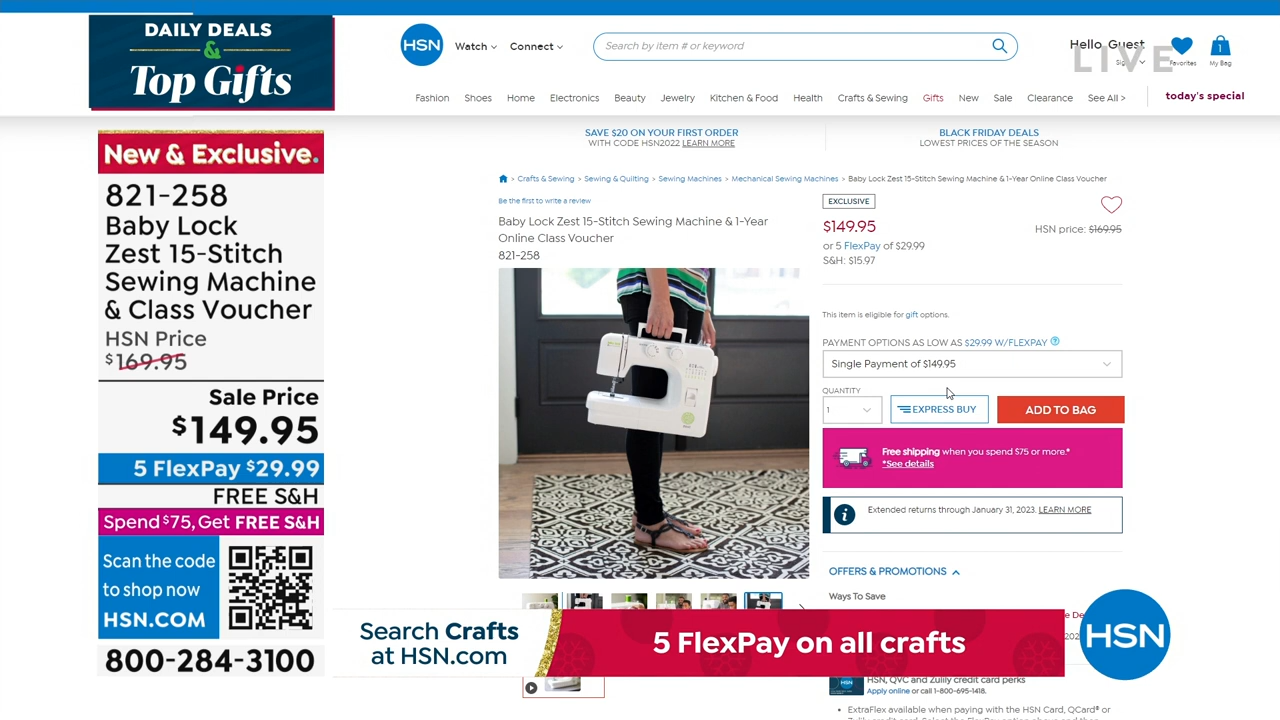 DAILY DEALS
&
Top Gifts
New & Exclusive.
821-258
Baby Lock
Zest 15-Stitch
Sewing Machine
& Class Voucher
HSN Price
$169.95
Sale Price
$149.95
5 FlexPay $29.99
FREE S&H
Spend $75, Get FREE S&H
Scan the code
to shop now
HSN.COM
800-284-3100
HSN
Watch
Connect
Search by item # or keyword
Hello, Guest
LIVE
Favorites
1
My Bag
Fashion Shoes Home Electronics Beauty Jewelry Kitchen & Food Health Crafts & Sewing Gifts New Sale Clearance See All >
today's special
SAVE $20 ON YOUR FIRST ORDER
WITH CODE HSN2022 LEARN MORE
BLACK FRIDAY DEALS
LOWEST PRICES OF THE SEASON
> Crafts & Sewing > Sewing & Quilting > Sewing Machines > Mechanical Sewing Machines > Baby Lock Zest 15-Stitch Sewing Machine & 1-Year Online Class Voucher
Be the first to write a review
Baby Lock Zest 15-Stitch Sewing Machine & 1-Year
Online Class Voucher
821-258
EXCLUSIVE
$149.95
HSN price: $169.95
or 5 FlexPay of $29.99
S&H: $15.97
This item is eligible for gift options.
PAYMENT OPTIONS AS LOW AS $29.99 W/FLEXPAY
Single Payment of $149.95
QUANTITY
1
EXPRESS BUY
ADD TO BAG
Free shipping when you spend $75 or more.*
*See details
Extended returns through January 31, 2023. LEARN MORE
OFFERS & PROMOTIONS
Ways To Save
Search Crafts
at HSN.com
5 FlexPay on all crafts
HSN
HSN, QVC and Zulily credit card perks
Apply online or call 1-800-695-1418.
• ExtraFlex available when paying with the HSN Card, QCard® or